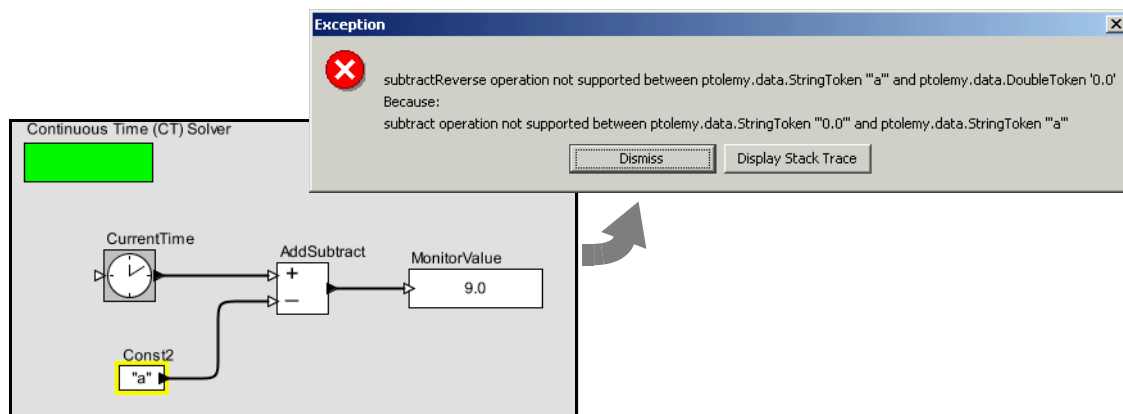 Exception
subtractReverse operation not supported between ptolemy.data.StringToken '"a"' and ptolemy.data.DoubleToken '0.0'
Because:
subtract operation not supported between ptolemy.data.StringToken '"0.0"' and ptolemy.data.StringToken '"a"'
Dismiss
Display Stack Trace
Continuous Time (CT) Solver
CurrentTime
AddSubtract
+
–
MonitorValue
9.0
Const2
"a"